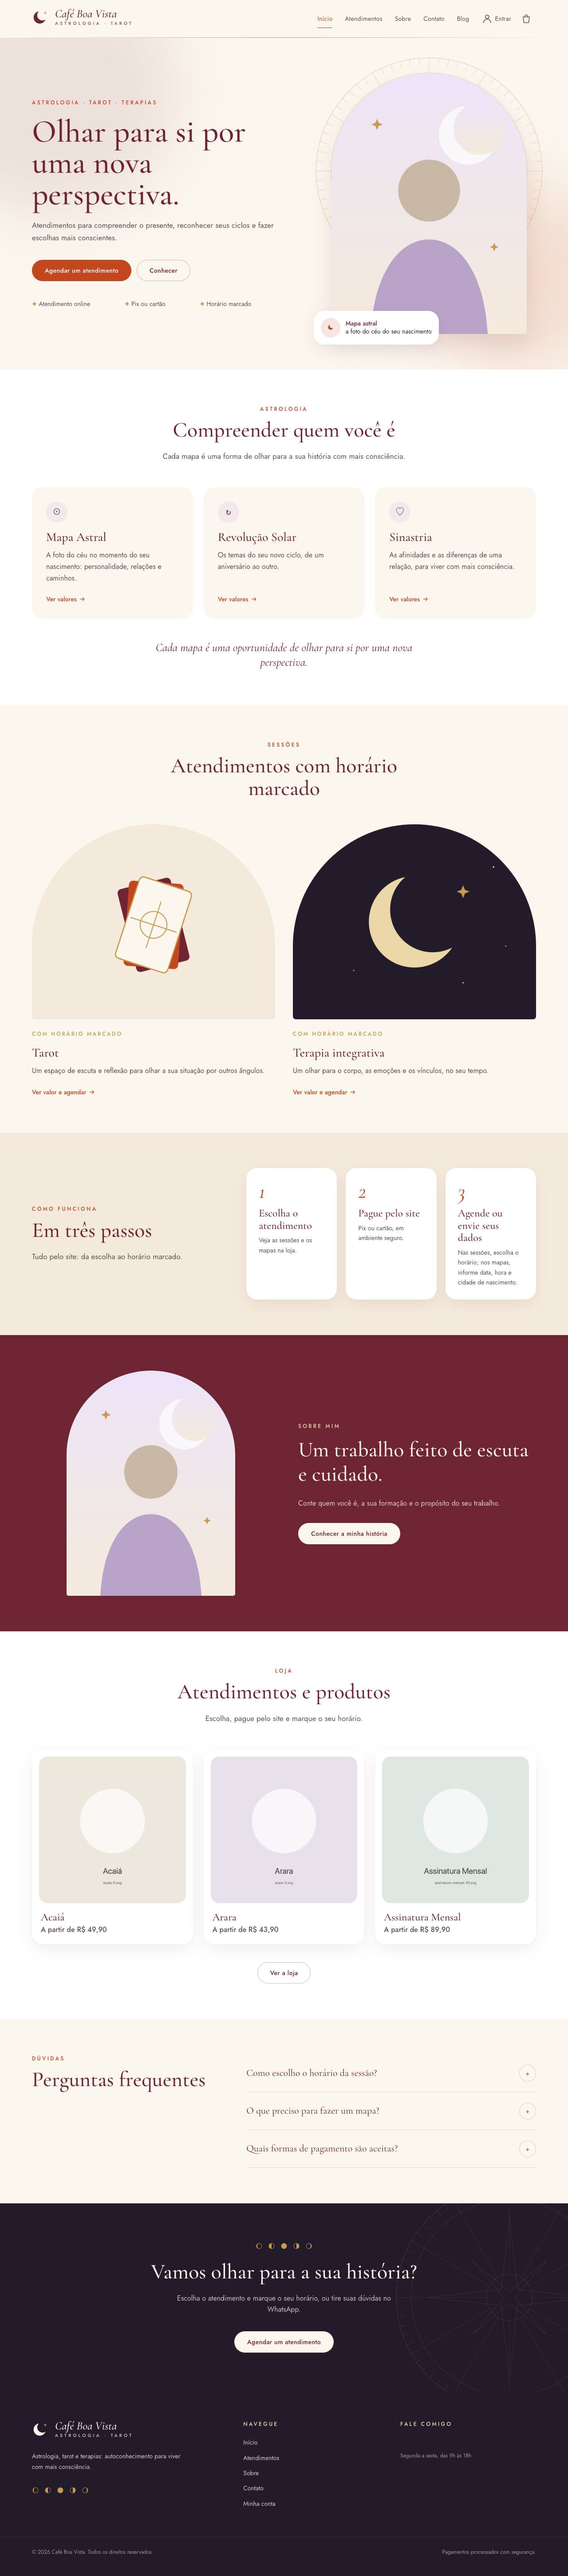 Café Boa Vista
ASTROLOGIA · TAROT
Início
Atendimentos
Sobre
Contato
Blog
Entrar
ASTROLOGIA · TAROT · TERAPIAS
Olhar para si por
uma nova
perspectiva.
Atendimentos para compreender o presente, reconhecer seus ciclos e fazer
escolhas mais conscientes.
Agendar um atendimento
Conhecer
Atendimento online
Pix ou cartão
Horário marcado
Mapa astral
a foto do céu do seu nascimento
ASTROLOGIA
Compreender quem você é
Cada mapa é uma forma de olhar para a sua história com mais consciência.
Mapa Astral
A foto do céu no momento do seu
nascimento: personalidade, relações e
caminhos.
Ver valores →
Revolução Solar
Os temas do seu novo ciclo, de um
aniversário ao outro.
Ver valores →
Sinastria
As afinidades e as diferenças de uma
relação, para viver com mais consciência.
Ver valores →
Cada mapa é uma oportunidade de olhar para si por uma nova
perspectiva.
SESSÕES
Atendimentos com horário
marcado
COM HORÁRIO MARCADO
Tarot
Um espaço de escuta e reflexão para olhar a sua situação por outros ângulos.
Ver valor e agendar →
COM HORÁRIO MARCADO
Terapia integrativa
Um olhar para o corpo, as emoções e os vínculos, no seu tempo.
Ver valor e agendar →
COMO FUNCIONA
Em três passos
Tudo pelo site: da escolha ao horário marcado.
1
Escolha o
atendimento
Veja as sessões e os
mapas na loja.
2
Pague pelo site
Pix ou cartão, em
ambiente seguro.
3
Agende ou
envie seus
dados
Nas sessões, escolha o
horário; nos mapas,
informe data, hora e
cidade de nascimento.
SOBRE MIM
Um trabalho feito de escuta
e cuidado.
Conte quem você é, a sua formação e o propósito do seu trabalho.
Conhecer a minha história
LOJA
Atendimentos e produtos
Escolha, pague pelo site e marque o seu horário.
Acaiá
Acaiá
A partir de R$ 49,90
Arara
Arara
A partir de R$ 43,90
Assinatura Mensal
Assinatura Mensal
A partir de R$ 89,90
Ver a loja
DÚVIDAS
Perguntas frequentes
Como escolho o horário da sessão?
+
O que preciso para fazer um mapa?
+
Quais formas de pagamento são aceitas?
+
Vamos olhar para a sua história?
Escolha o atendimento e marque o seu horário, ou tire suas dúvidas no
WhatsApp.
Agendar um atendimento
Café Boa Vista
ASTROLOGIA · TAROT
Astrologia, tarot e terapias: autoconhecimento para viver
com mais consciência.
NAVEGUE
Início
Atendimentos
Sobre
Contato
Minha conta
FALE COMIGO
Segunda a sexta, das 9h às 18h
© 2026 Café Boa Vista. Todos os direitos reservados.
Pagamentos processados com segurança.